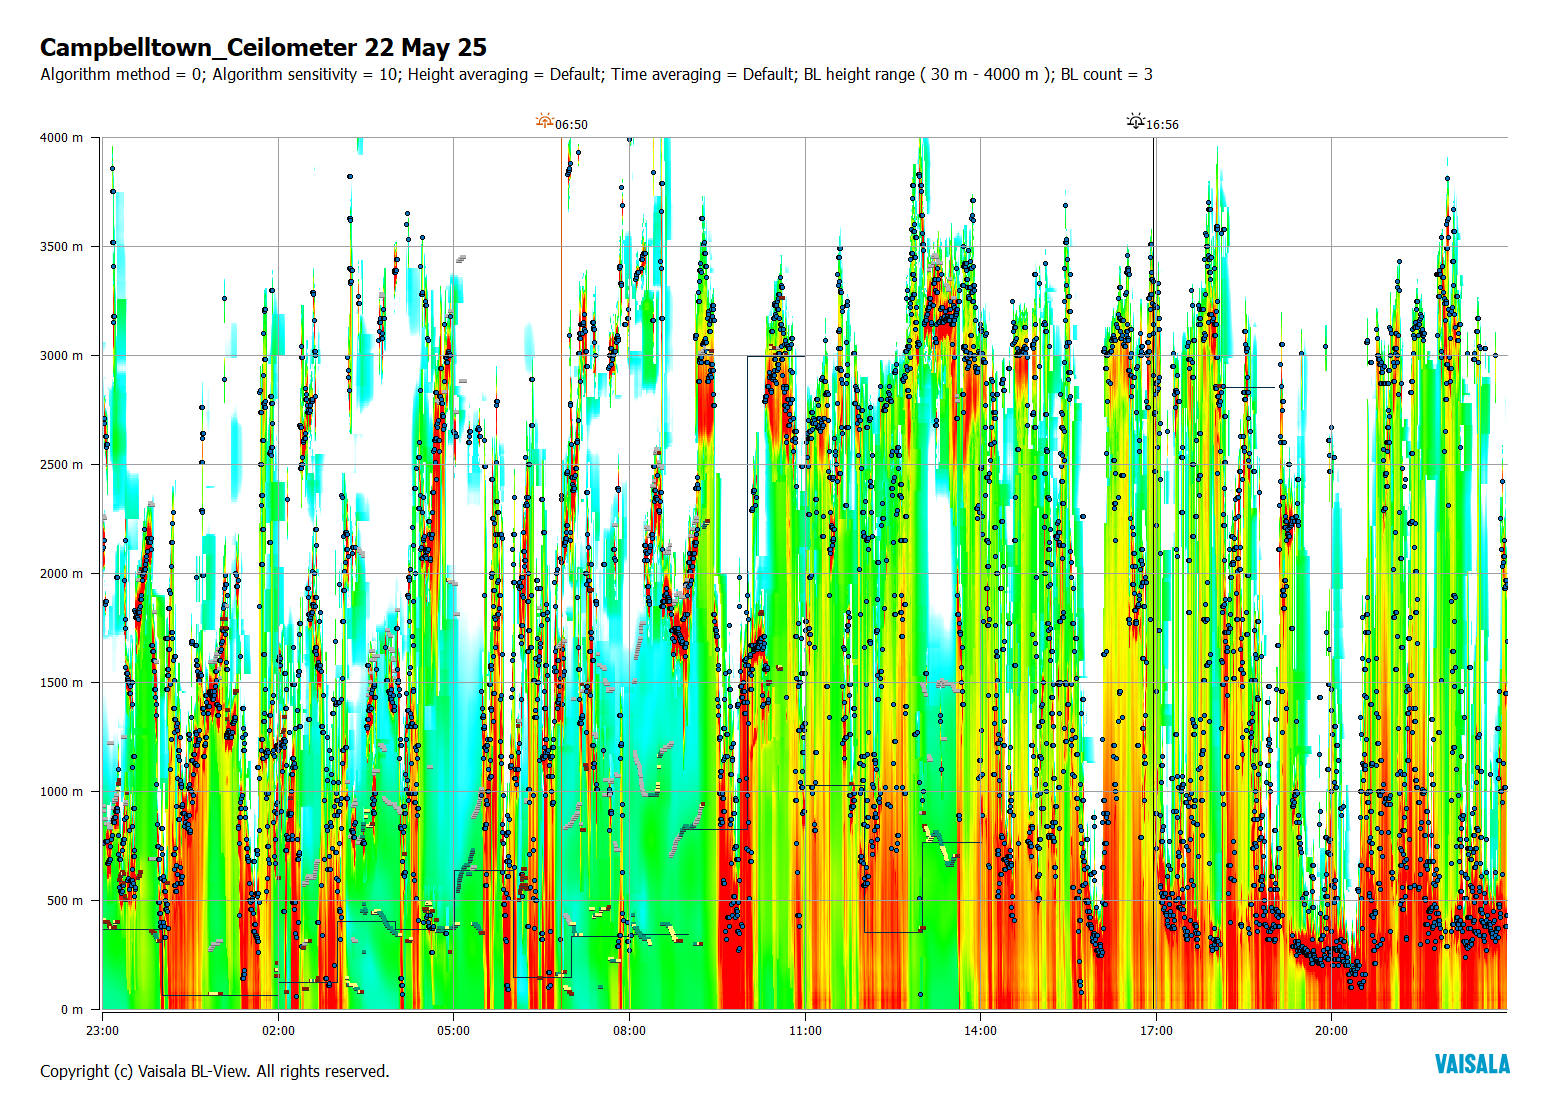 Campbelltown_Ceilometer 22 May 25
Algorithm method = 0; Algorithm sensitivity = 10; Height averaging = Default; Time averaging = Default; BL height range ( 30 m - 4000 m ); BL count = 3
06:50
16:56
4000 m
3500 m
3000 m
2500 m
2000 m
1500 m
1000 m
500 m
0 m
23:00
02:00
05:00
08:00
11:00
14:00
17:00
20:00
Copyright (c) Vaisala BL-View. All rights reserved.
VAISALA